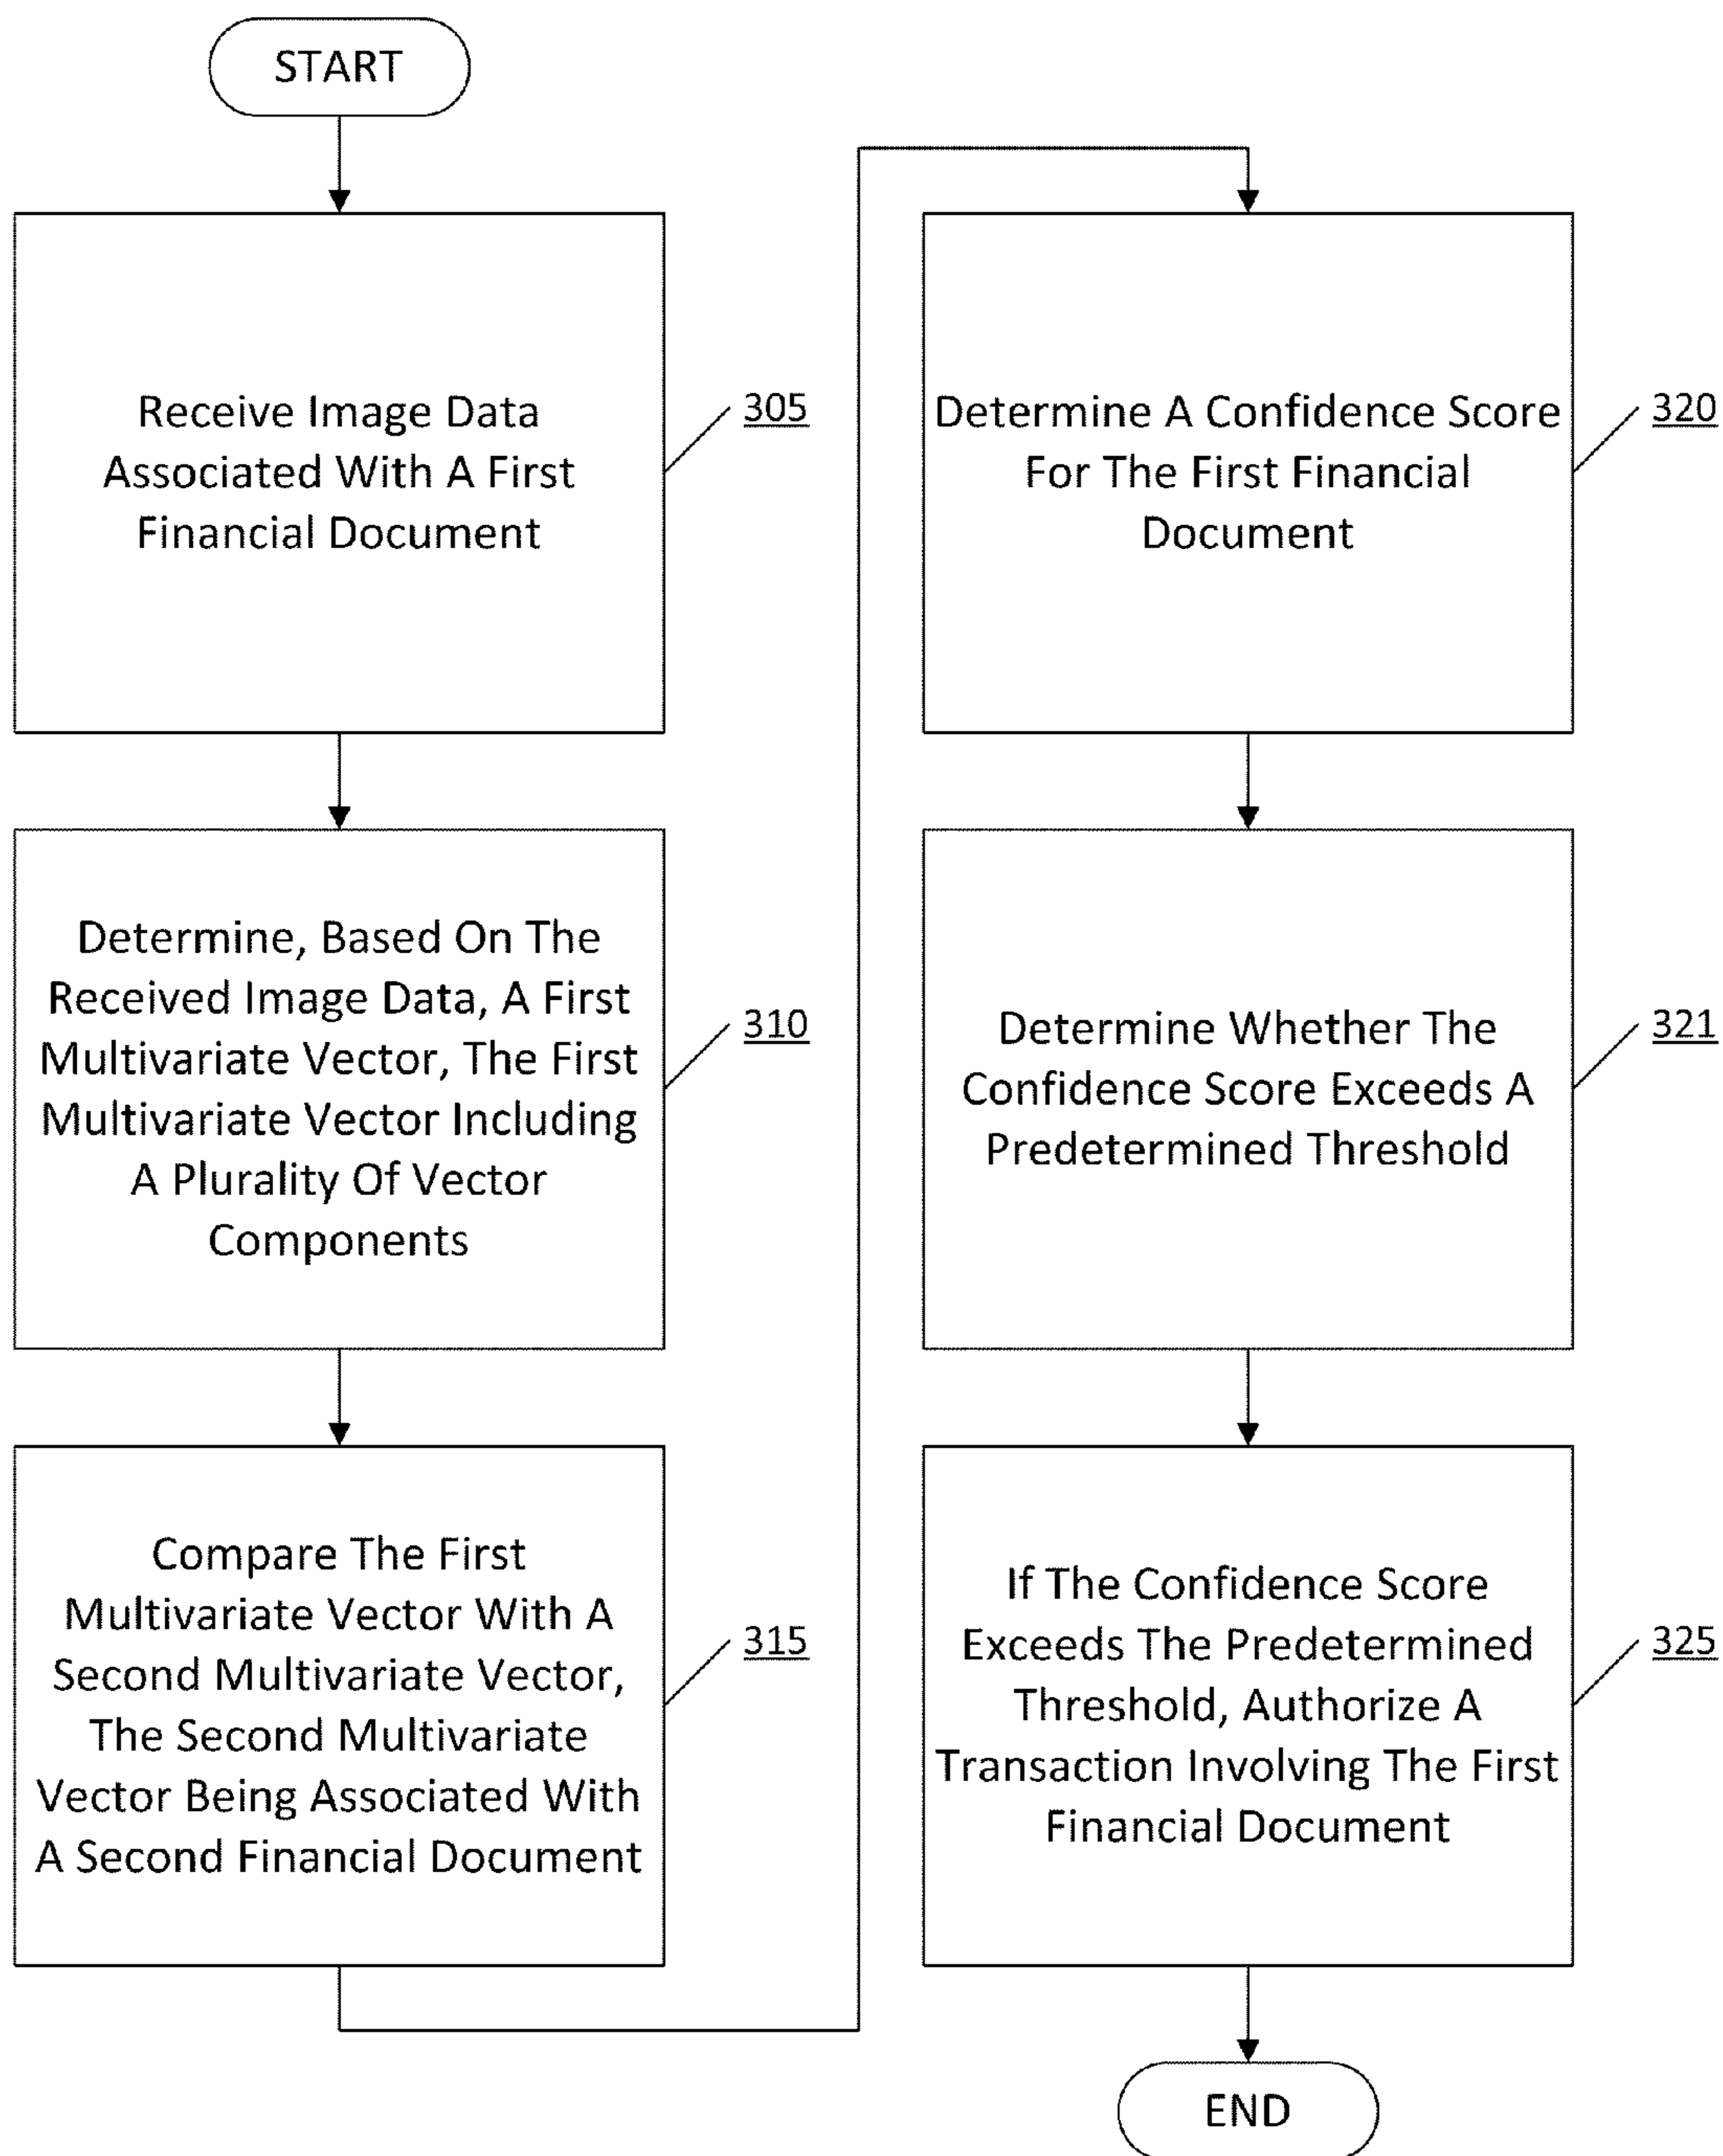 START
Receive Image Data
Associated With A First
Financial Document
305
Determine, Based On The
Received Image Data, A First
Multivariate Vector, The First
Multivariate Vector Including
A Plurality Of Vector
Components
310
Compare The First
Multivariate Vector With A
Second Multivariate Vector,
The Second Multivariate
Vector Being Associated With
A Second Financial Document
315
Determine A Confidence Score
For The First Financial
Document
320
Determine Whether The
Confidence Score Exceeds A
Predetermined Threshold
321
If The Confidence Score
Exceeds The Predetermined
Threshold, Authorize A
Transaction Involving The First
Financial Document
325
END